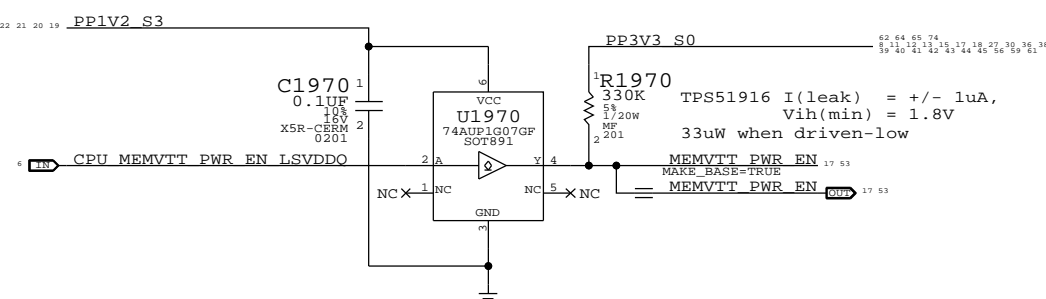 22 21 20 19 PP1V2_S3
PP3V3_S0
62 64 65 74
8 11 12 13 15 17 18 27 30 36 38
39 40 41 42 43 44 45 56 59 61
C1970 1
0.1UF
10%
16V
X5R-CERM 2
0201
6
VCC
U1970
74AUP1G07GF
SOT891
1 R1970
330K
5%
1/20W
MF
2 201
TPS51916 I(leak) = +/- 1uA,
Vih(min) = 1.8V
33uW when driven-low
6 IN CPU_MEMVTT_PWR_EN_LSVDDQ 2 A
Y 4 MEMVTT_PWR_EN 17 53
MAKE_BASE=TRUE
NC 1 NC
NC 5 NC
MEMVTT_PWR_EN OUT 17 53
GND
3